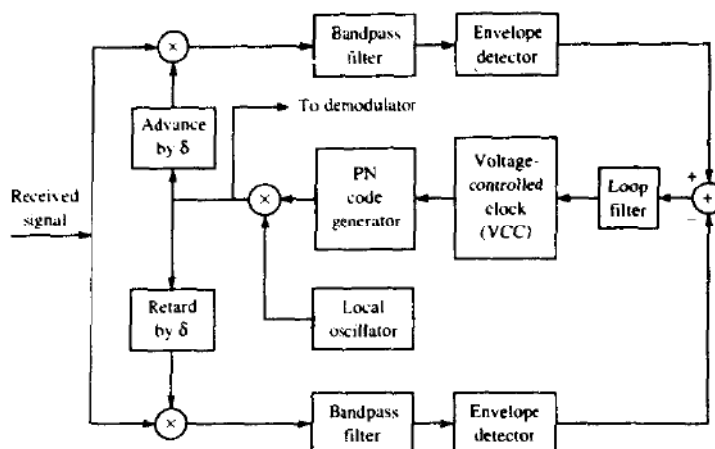 Bandpass
filter
Envelope
detector
×
To demodulator
Advance
by δ
Received
signal
×
PN
code
generator
Voltage-
controlled
clock
(VCC)
Loop
filter
+
+
−
Retard
by δ
Local
oscillator
×
Bandpass
filter
Envelope
detector